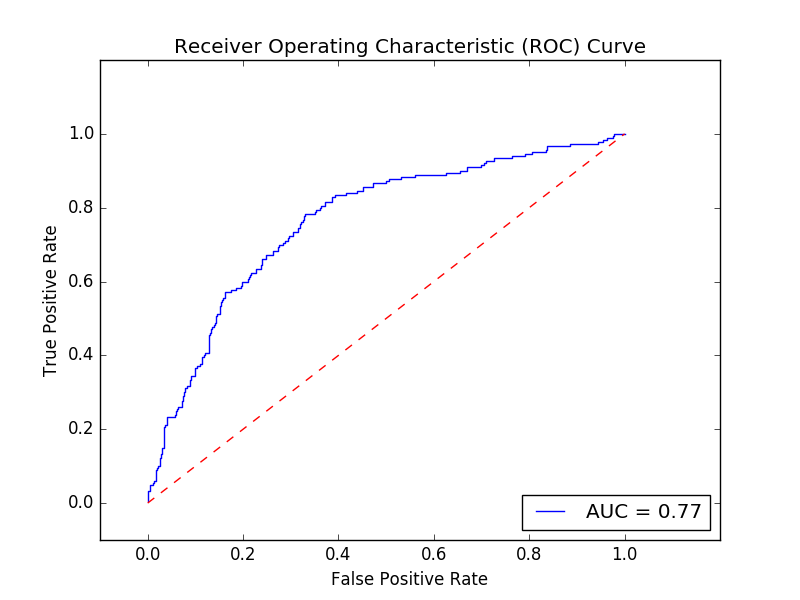 Receiver Operating Characteristic (ROC) Curve
1.0
0.8
0.6
0.4
0.2
0.0
True Positive Rate
AUC = 0.77
0.0 0.2 0.4 0.6 0.8 1.0
False Positive Rate